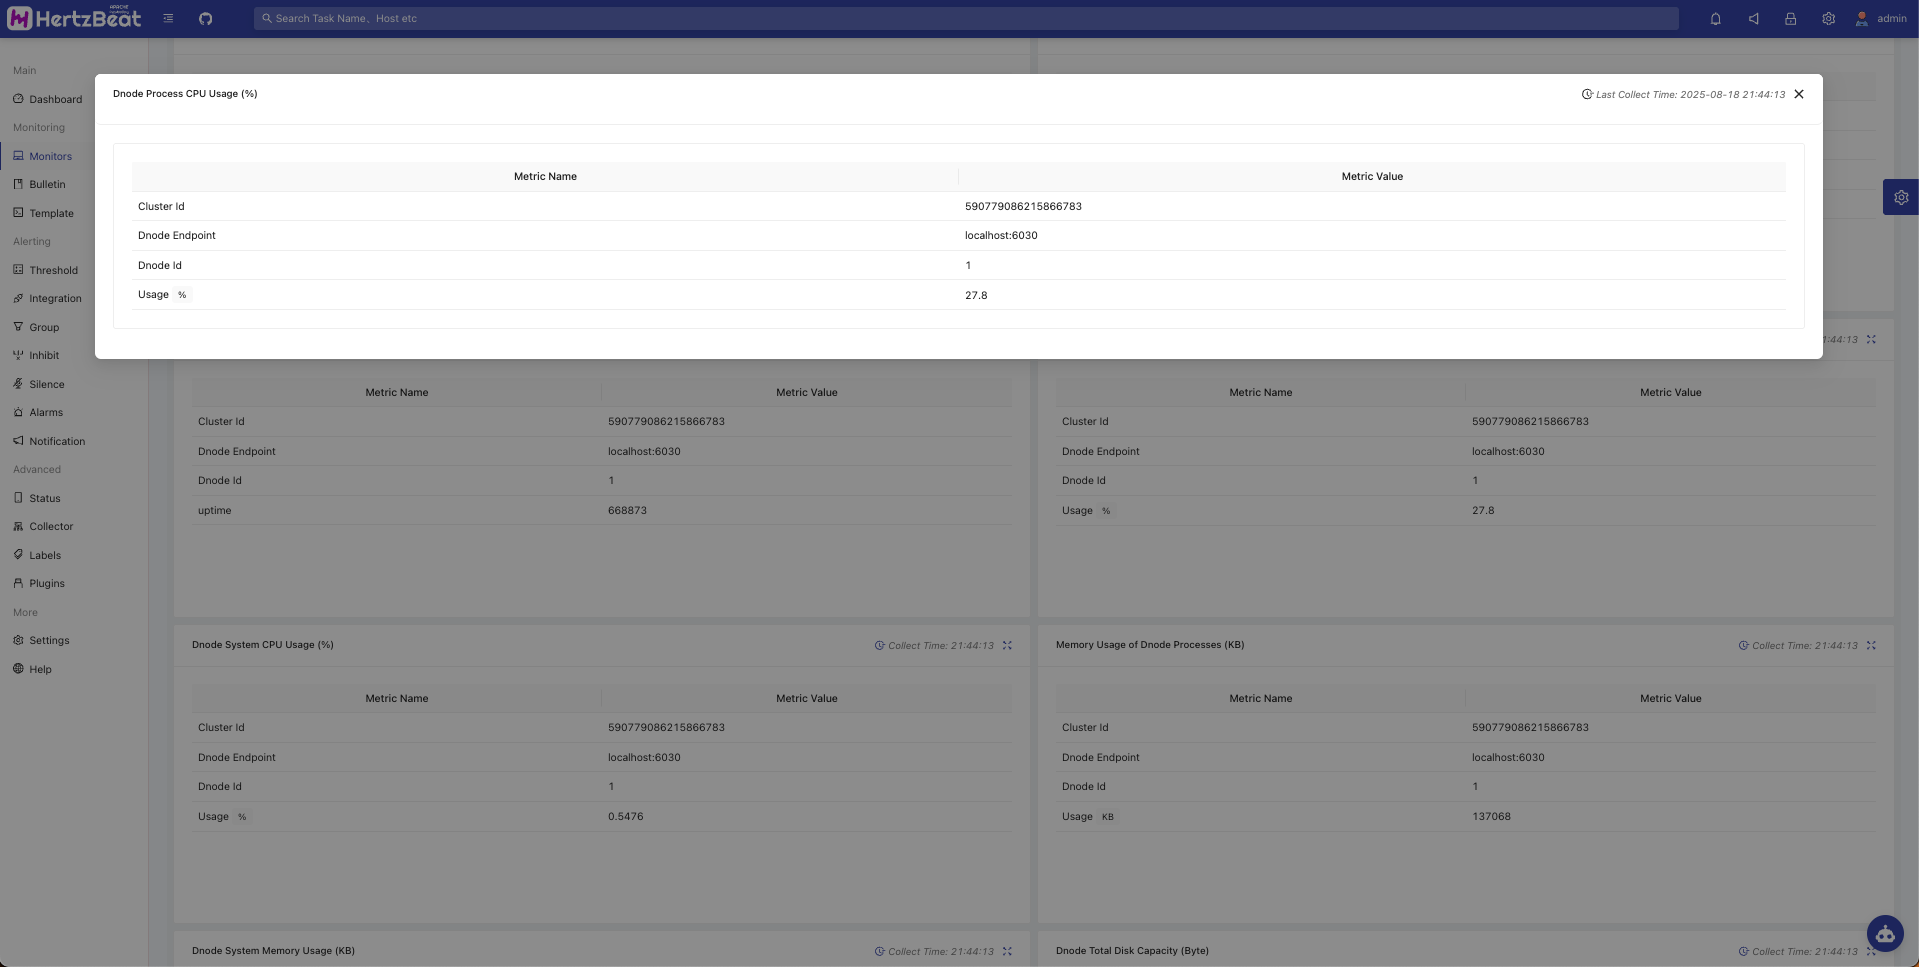 APACHE
HertzBeat
Search Task Name、Host etc
admin
Main
Dashboard
Monitoring
Monitors
Bulletin
Template
Alerting
Threshold
Integration
Group
Inhibit
Silence
Alarms
Notification
Advanced
Status
Collector
Labels
Plugins
More
Settings
Help
Dnode Process CPU Usage (%)
Last Collect Time: 2025-08-18 21:44:13
Metric Name Metric Value
Cluster Id 590779086215866783
Dnode Endpoint localhost:6030
Dnode Id 1
Usage % 27.8
1:44:13
Metric Name Metric Value
Cluster Id 590779086215866783
Dnode Endpoint localhost:6030
Dnode Id 1
uptime 668873
Metric Name Metric Value
Cluster Id 590779086215866783
Dnode Endpoint localhost:6030
Dnode Id 1
Usage % 27.8
Dnode System CPU Usage (%) Collect Time: 21:44:13
Metric Name Metric Value
Cluster Id 590779086215866783
Dnode Endpoint localhost:6030
Dnode Id 1
Usage % 0.5476
Memory Usage of Dnode Processes (KB) Collect Time: 21:44:13
Metric Name Metric Value
Cluster Id 590779086215866783
Dnode Endpoint localhost:6030
Dnode Id 1
Usage KB 137068
Dnode System Memory Usage (KB) Collect Time: 21:44:13
Dnode Total Disk Capacity (Byte) Collect Time: 21:44:13